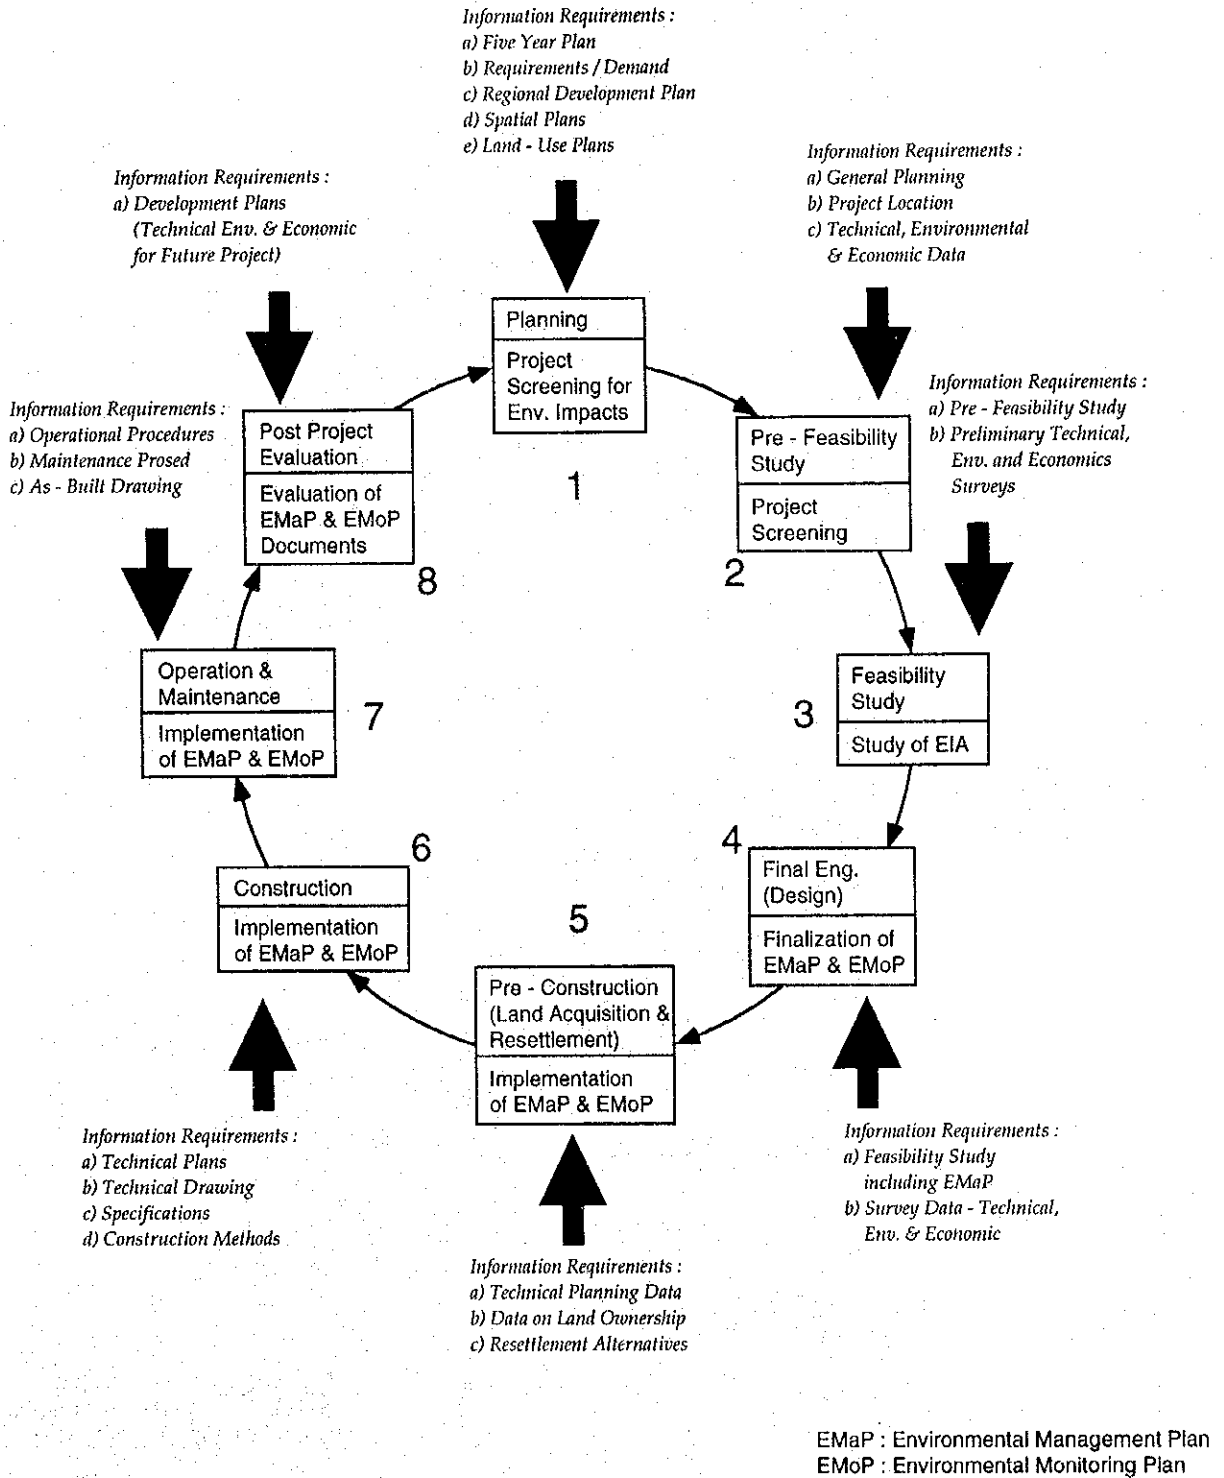 Information Requirements :
a) Five Year Plan
b) Requirements / Demand
c) Regional Development Plan
d) Spatial Plans
e) Land - Use Plans
Information Requirements :
a) General Planning
b) Project Location
c) Technical, Environmental
& Economic Data
Information Requirements :
a) Development Plans
(Technical Env. & Economic
for Future Project)
Planning
Project
Screening for
Env. Impacts
1
Information Requirements :
a) Pre - Feasibility Study
b) Preliminary Technical,
Env. and Economics
Surveys
Pre - Feasibility
Study
Project
Screening
2
Information Requirements :
a) Operational Procedures
b) Maintenance Prosed
c) As - Built Drawing
Post Project
Evaluation
Evaluation of
EMaP & EMoP
Documents
8
Operation &
Maintenance
Implementation
of EMaP & EMoP
7
3
Feasibility
Study
Study of EIA
4
Final Eng.
(Design)
Finalization of
EMaP & EMoP
6
Construction
Implementation
of EMaP & EMoP
5
Pre - Construction
(Land Acquisition &
Resettlement)
Implementation
of EMaP & EMoP
Information Requirements :
a) Technical Plans
b) Technical Drawing
c) Specifications
d) Construction Methods
Information Requirements :
a) Feasibility Study
including EMaP
b) Survey Data - Technical,
Env. & Economic
Information Requirements :
a) Technical Planning Data
b) Data on Land Ownership
c) Resettlement Alternatives
EMaP : Environmental Management Plan
EMoP : Environmental Monitoring Plan